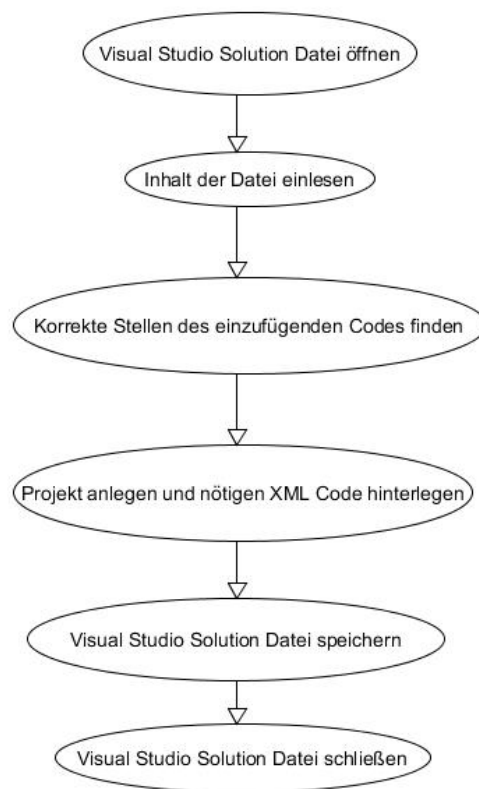 Visual Studio Solution Datei öffnen
Inhalt der Datei einlesen
Korrekte Stellen des einzufügenden Codes finden
Projekt anlegen und nötigen XML Code hinterlegen
Visual Studio Solution Datei speichern
Visual Studio Solution Datei schließen